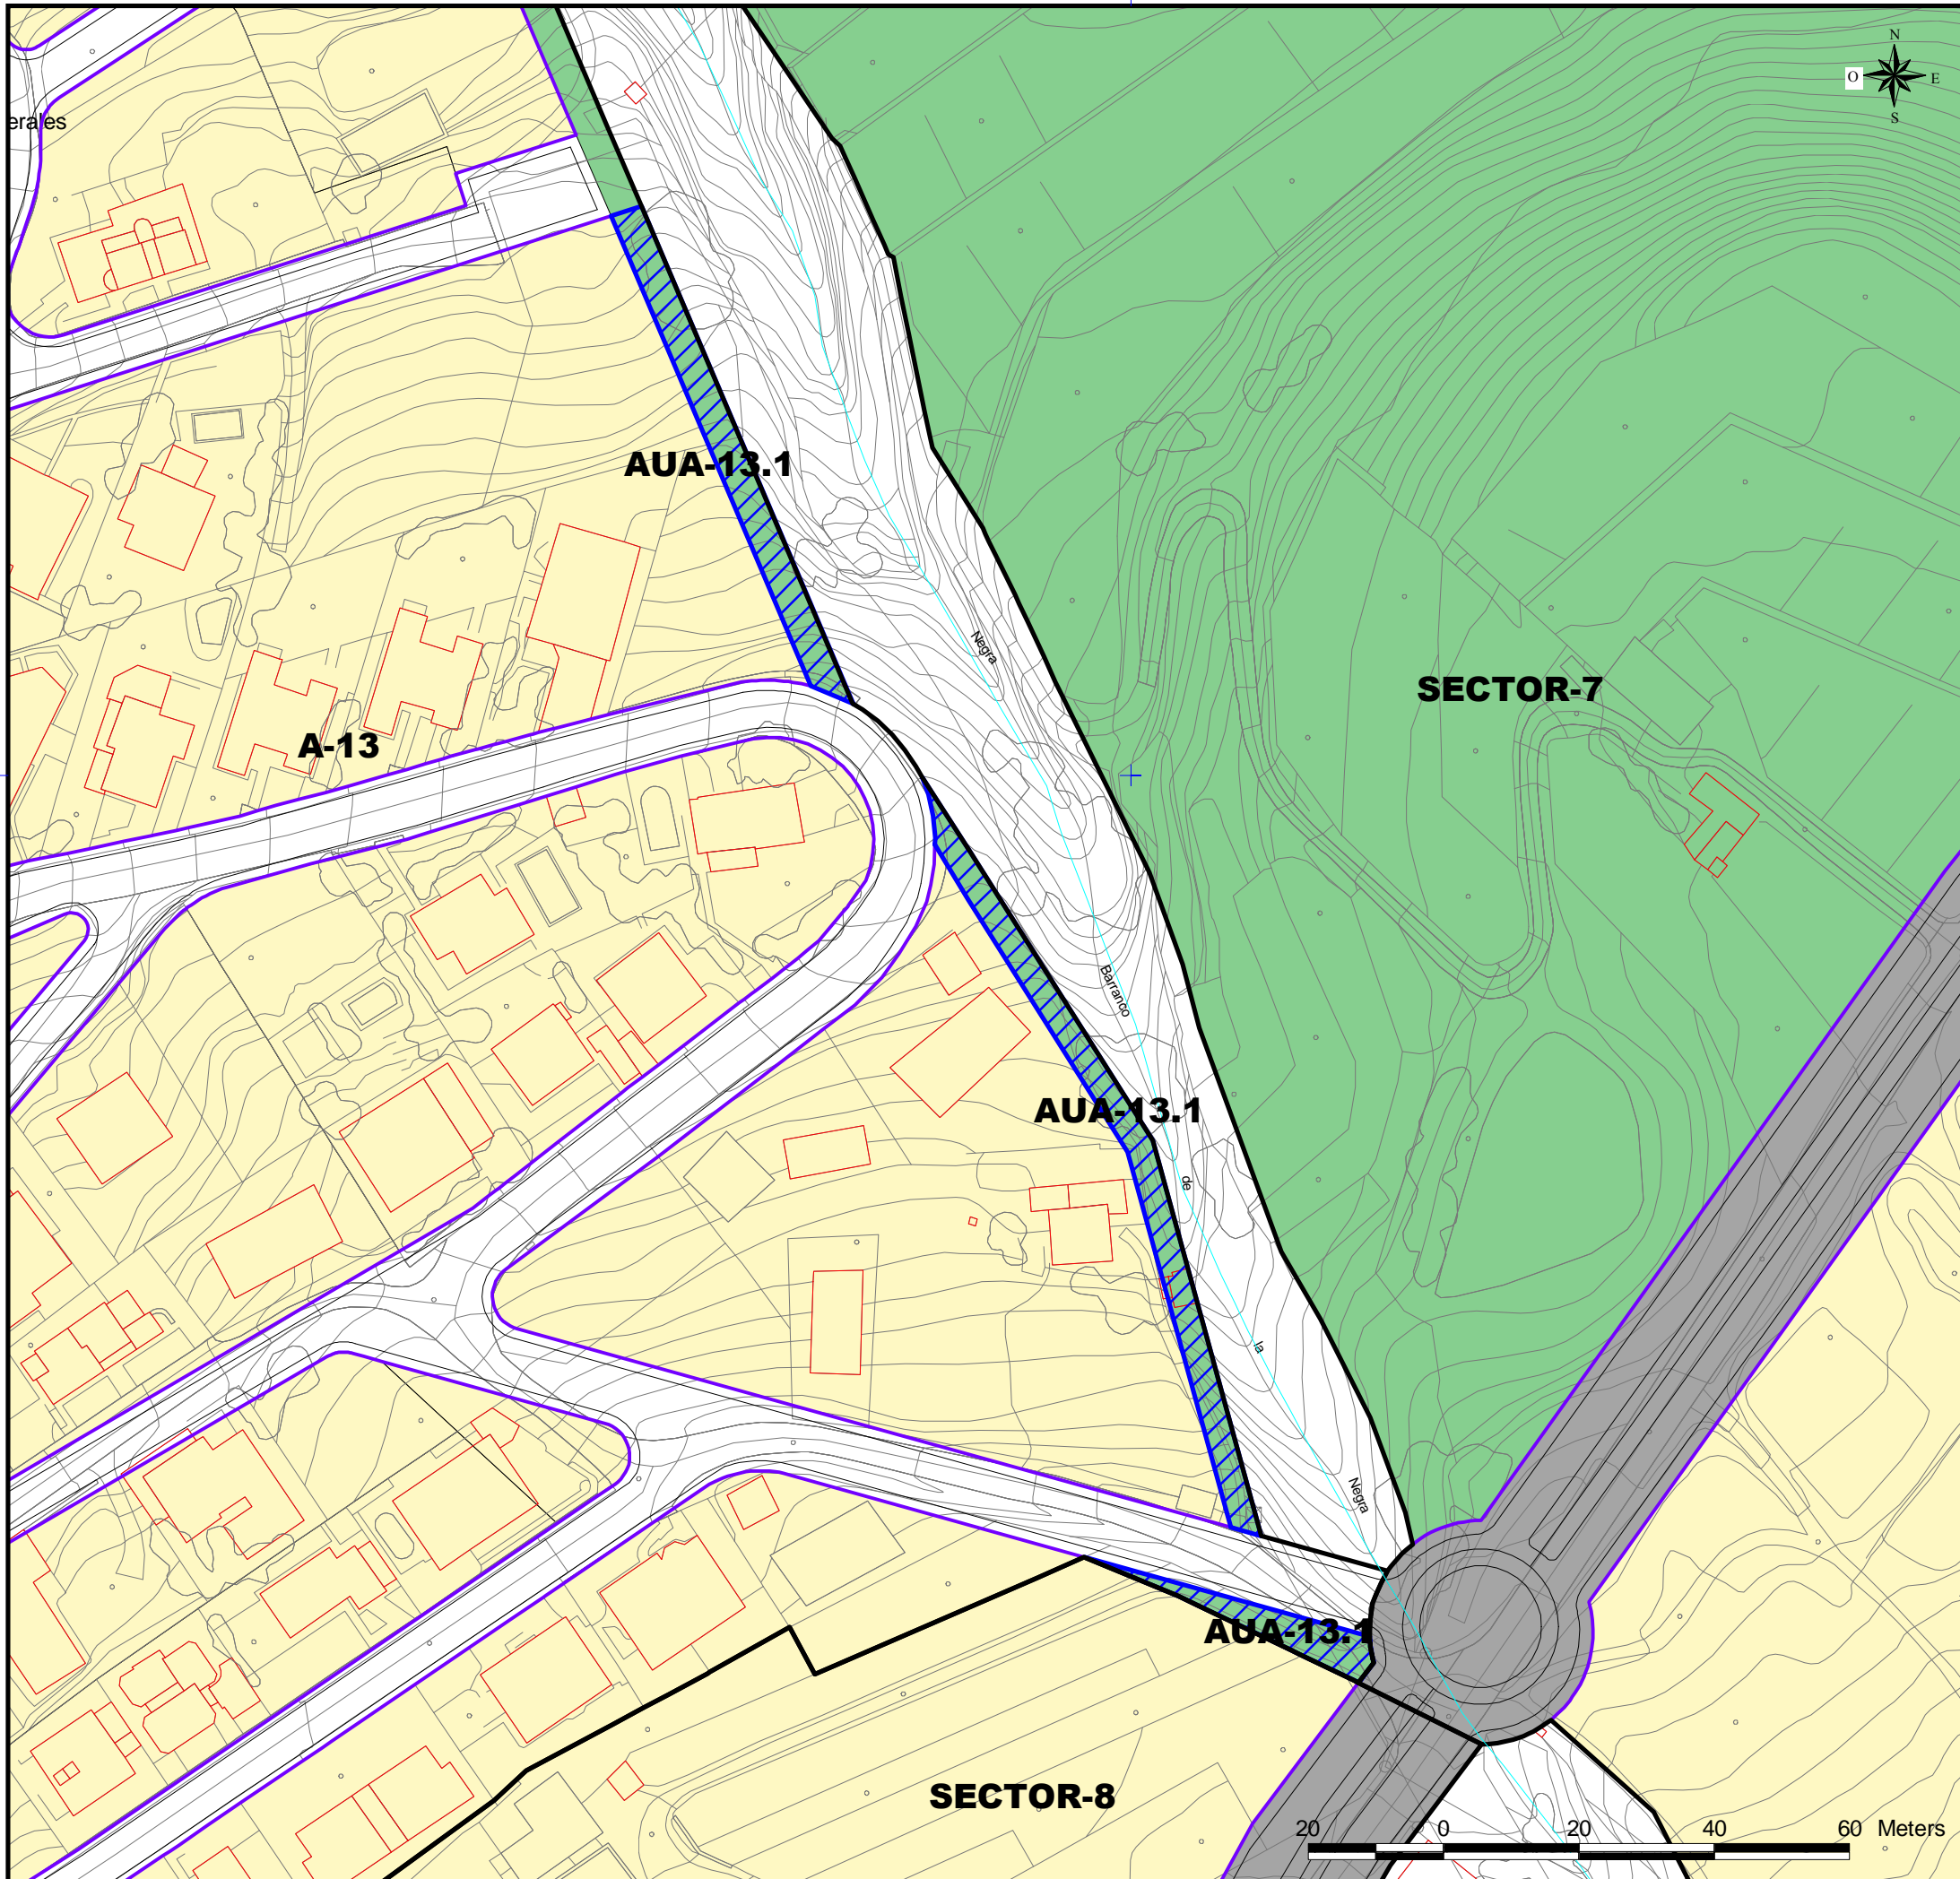 N
O
E
S
erales
AUA-13.1
Negra
SECTOR-7
A-13
Barranco
AUA-13.1
de
la
Negra
AUA-13.1
SECTOR-8
20 0 20 40 60 Meters